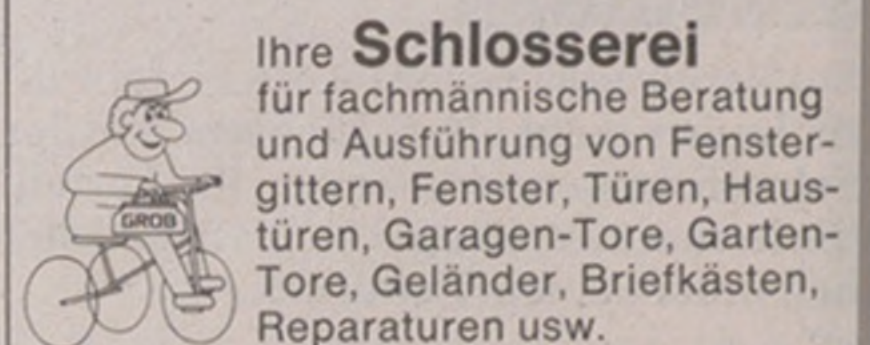 Ihre Schlosserei
für fachmännische Beratung
und Ausführung von Fenster-
gittern, Fenster, Türen, Haus-
türen, Garagen-Tore, Garten-
Tore, Geländer, Briefkästen,
Reparaturen usw.
GROB